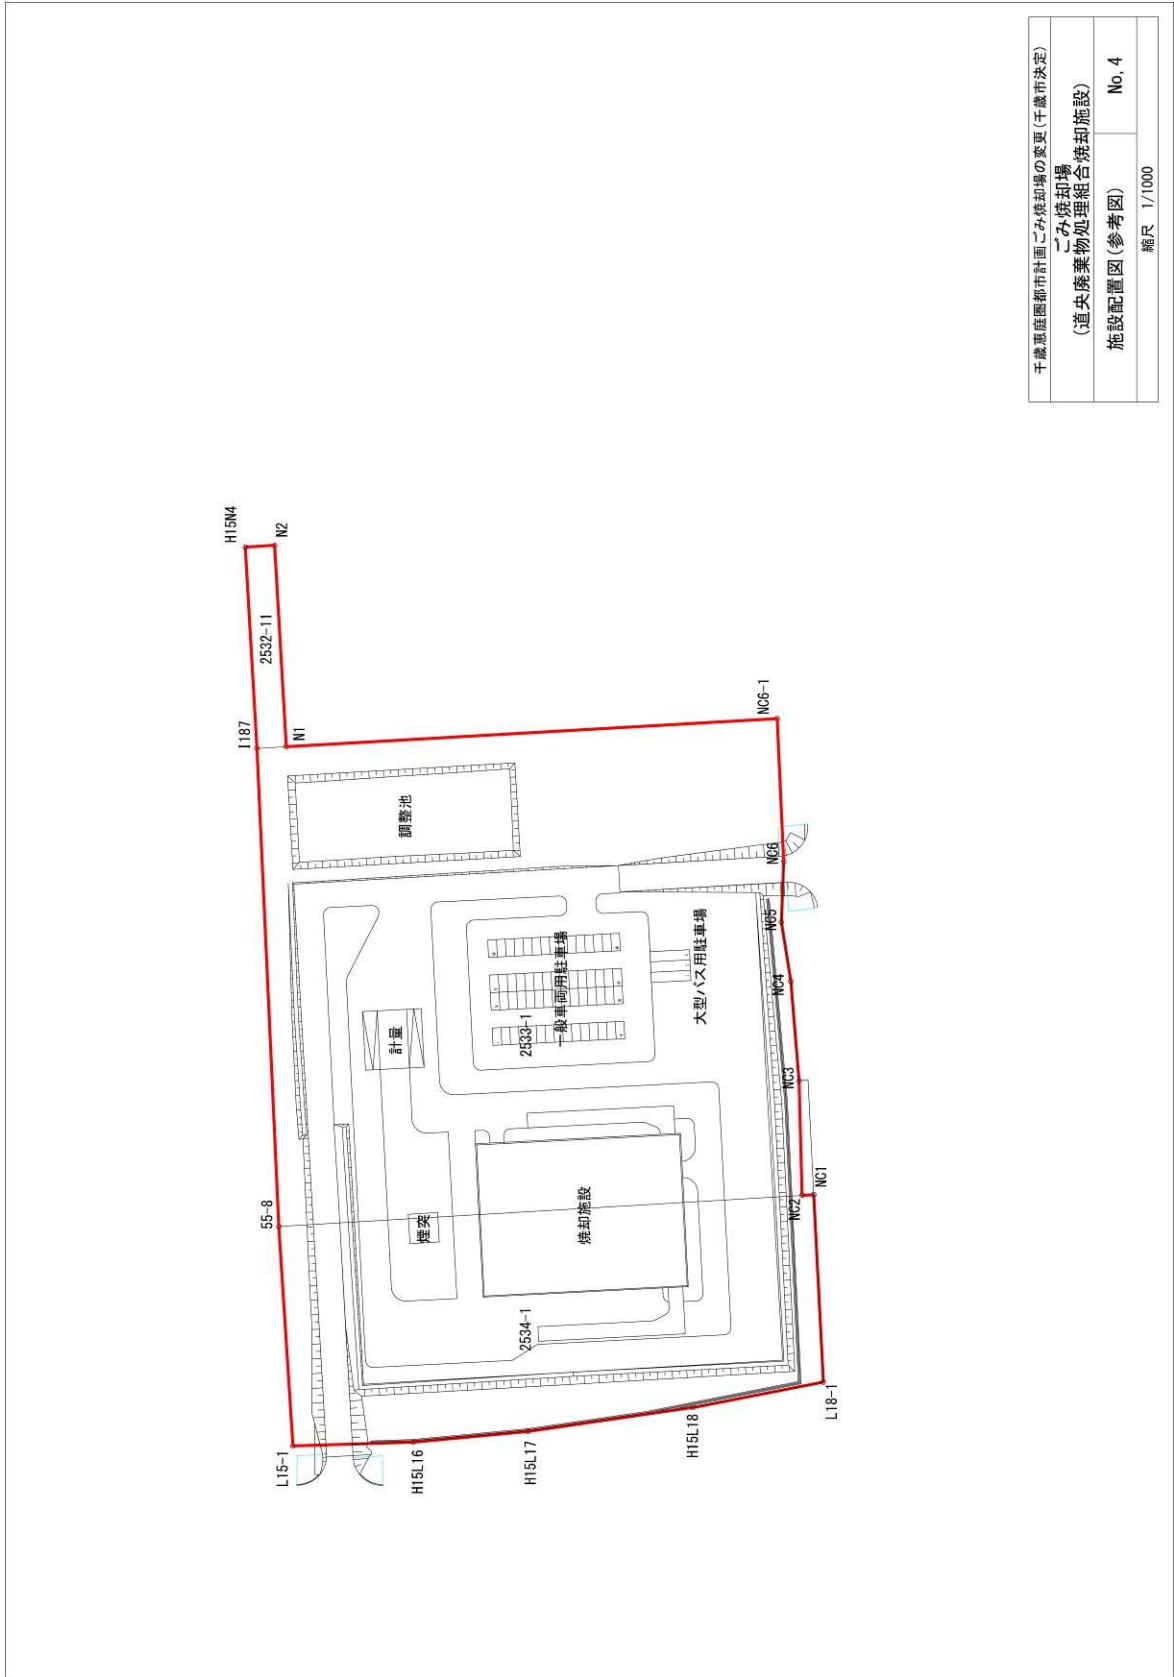 千歳恵庭圏都市計画ごみ焼却場の変更(千歳市決定)
ごみ焼却場
(道央廃棄物処理組合焼却施設)
施設配置図(参考図)
No.4
縮尺 1/1000
L15-1
55-8
I187
H15N4
2532-11
N2
N1
調整池
計量
煙突
H15L16
一般車両用駐車場
2533-1
2534-1
H15L17
焼却施設
大型バス用駐車場
H15L18
NC6-1
NC6
NC5
NC4
NC3
NC2
NC1
L18-1